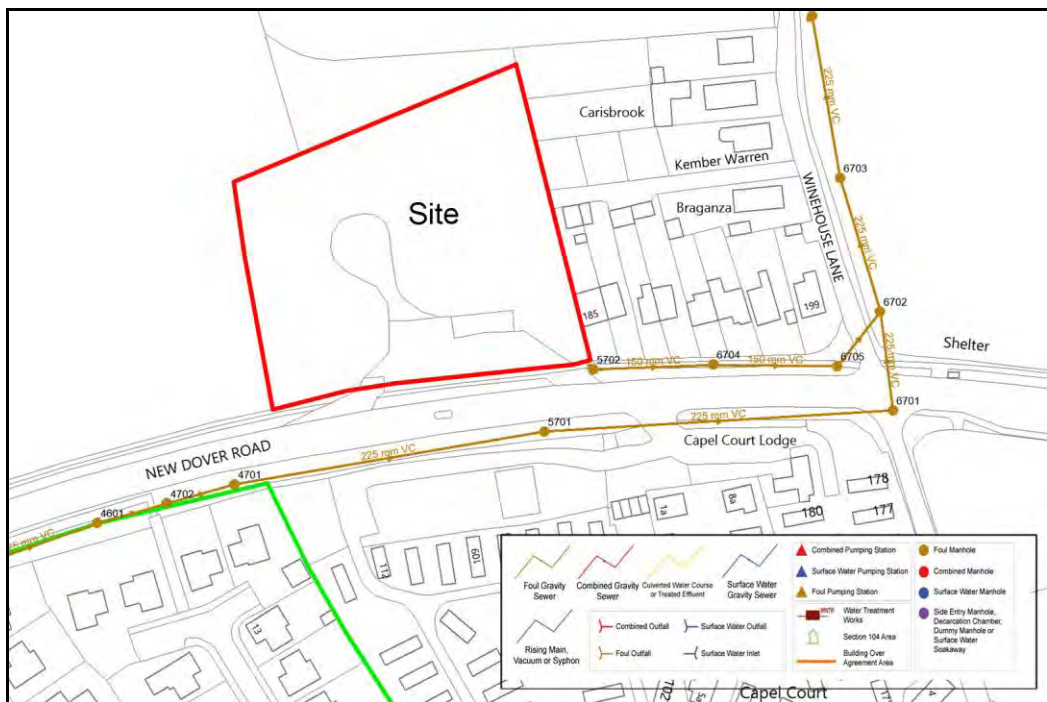 225 mm VC
Carisbrook
6703
Kember Warren
Site
Braganza
WINEHOUSE LANE
225 mm VC
185
199
6702
Shelter
5702
150 mm VC
6704
150 mm VC
6705
225 mm VC
6701
5701
225 mm VC
Capel Court Lodge
NEW DOVER ROAD
225 mm VC
4701
4702
4601
25 mm VC
178
177
180
1a
8a
109
112
13
Foul Gravity
Sewer
Combined Gravity
Sewer
Culverted Water Course
or Treated Effluent
Surface Water
Gravity Sewer
Rising Main,
Vacuum or Syphon
Combined Outfall
Surface Water Outfall
Foul Outfall
Surface Water Inlet
Combined Pumping Station
Surface Water Pumping Station
Foul Pumping Station
WWTW
Water Treatment
Works
Section 104 Area
Building Over
Agreement Area
Foul Manhole
Combined Manhole
Surface Water Manhole
Side Entry Manhole,
Decarcation Chamber,
Dummy Manhole or
Surface Water
Soakaway
702
Capel Court
4